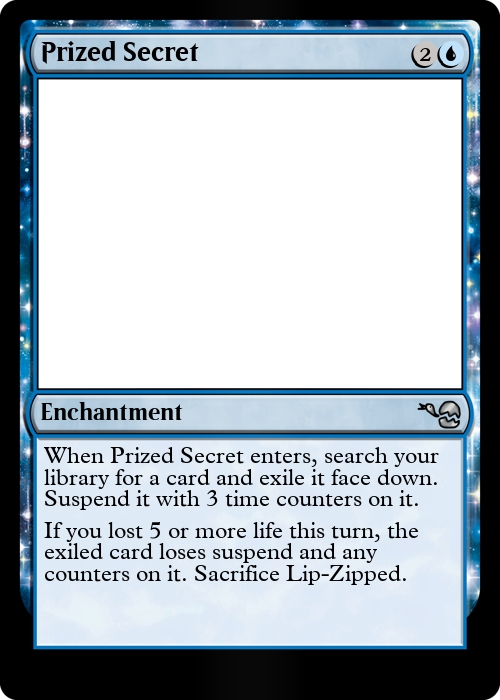 Prized Secret 2
Enchantment
When Prized Secret enters, search your
library for a card and exile it face down.
Suspend it with 3 time counters on it.
If you lost 5 or more life this turn, the
exiled card loses suspend and any
counters on it. Sacrifice Lip-Zipped.